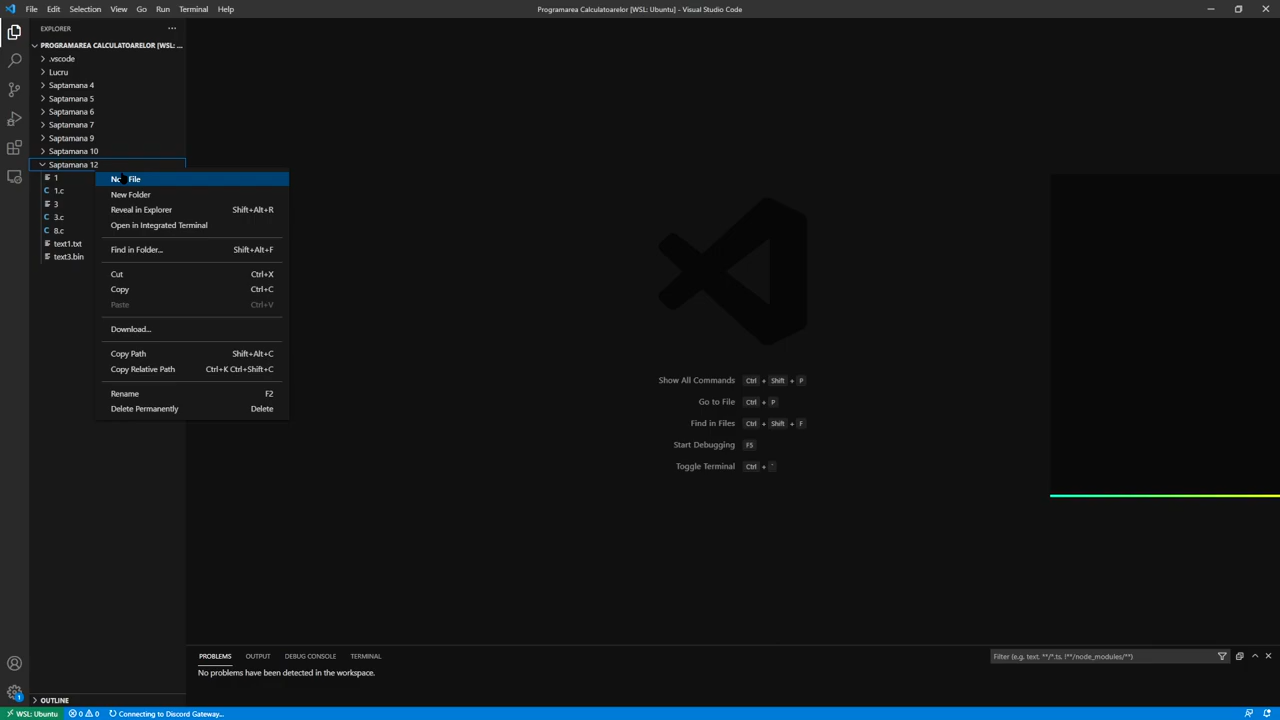 File Edit Selection View Go Run Terminal Help
Programarea Calculatoarelor [WSL: Ubuntu] - Visual Studio Code
EXPLORER
PROGRAMAREA CALCULATOARELOR [WSL: ...
.vscode
Lucru
Saptamana 4
Saptamana 5
Saptamana 6
Saptamana 7
Saptamana 9
Saptamana 10
Saptamana 12
1
C 1.c
3
C 3.c
C 8.c
text1.txt
text3.bin
New File
New Folder
Reveal in Explorer Shift+Alt+R
Open in Integrated Terminal
Find in Folder... Shift+Alt+F
Cut Ctrl+X
Copy Ctrl+C
Paste Ctrl+V
Download...
Copy Path Shift+Alt+C
Copy Relative Path Ctrl+K Ctrl+Shift+C
Rename F2
Delete Permanently Delete
Show All Commands Ctrl + Shift + P
Go to File Ctrl + P
Find in Files Ctrl + Shift + F
Start Debugging F5
Toggle Terminal Ctrl + `
PROBLEMS OUTPUT DEBUG CONSOLE TERMINAL
Filter (e.g. text, **/*.ts, !**/node_modules/**)
No problems have been detected in the workspace.
OUTLINE
1
WSL: Ubuntu 0 0 Connecting to Discord Gateway...